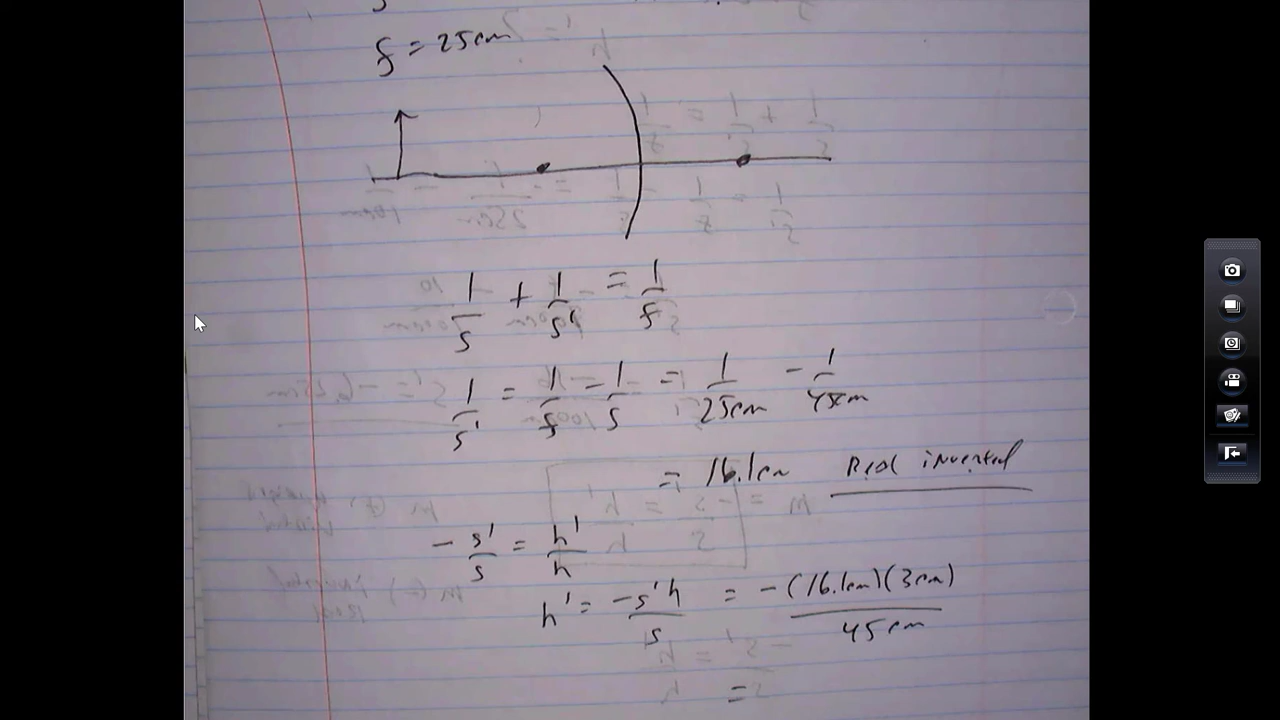 f = 25cm
1/s + 1/s' = 1/f
1/s' = 1/f - 1/s = 1/25cm - 1/45cm
= 16.1cm Real inverted
- s'/s = h'/h
h' = -s'h/s = -(16.1cm)(3cm)/45cm
=